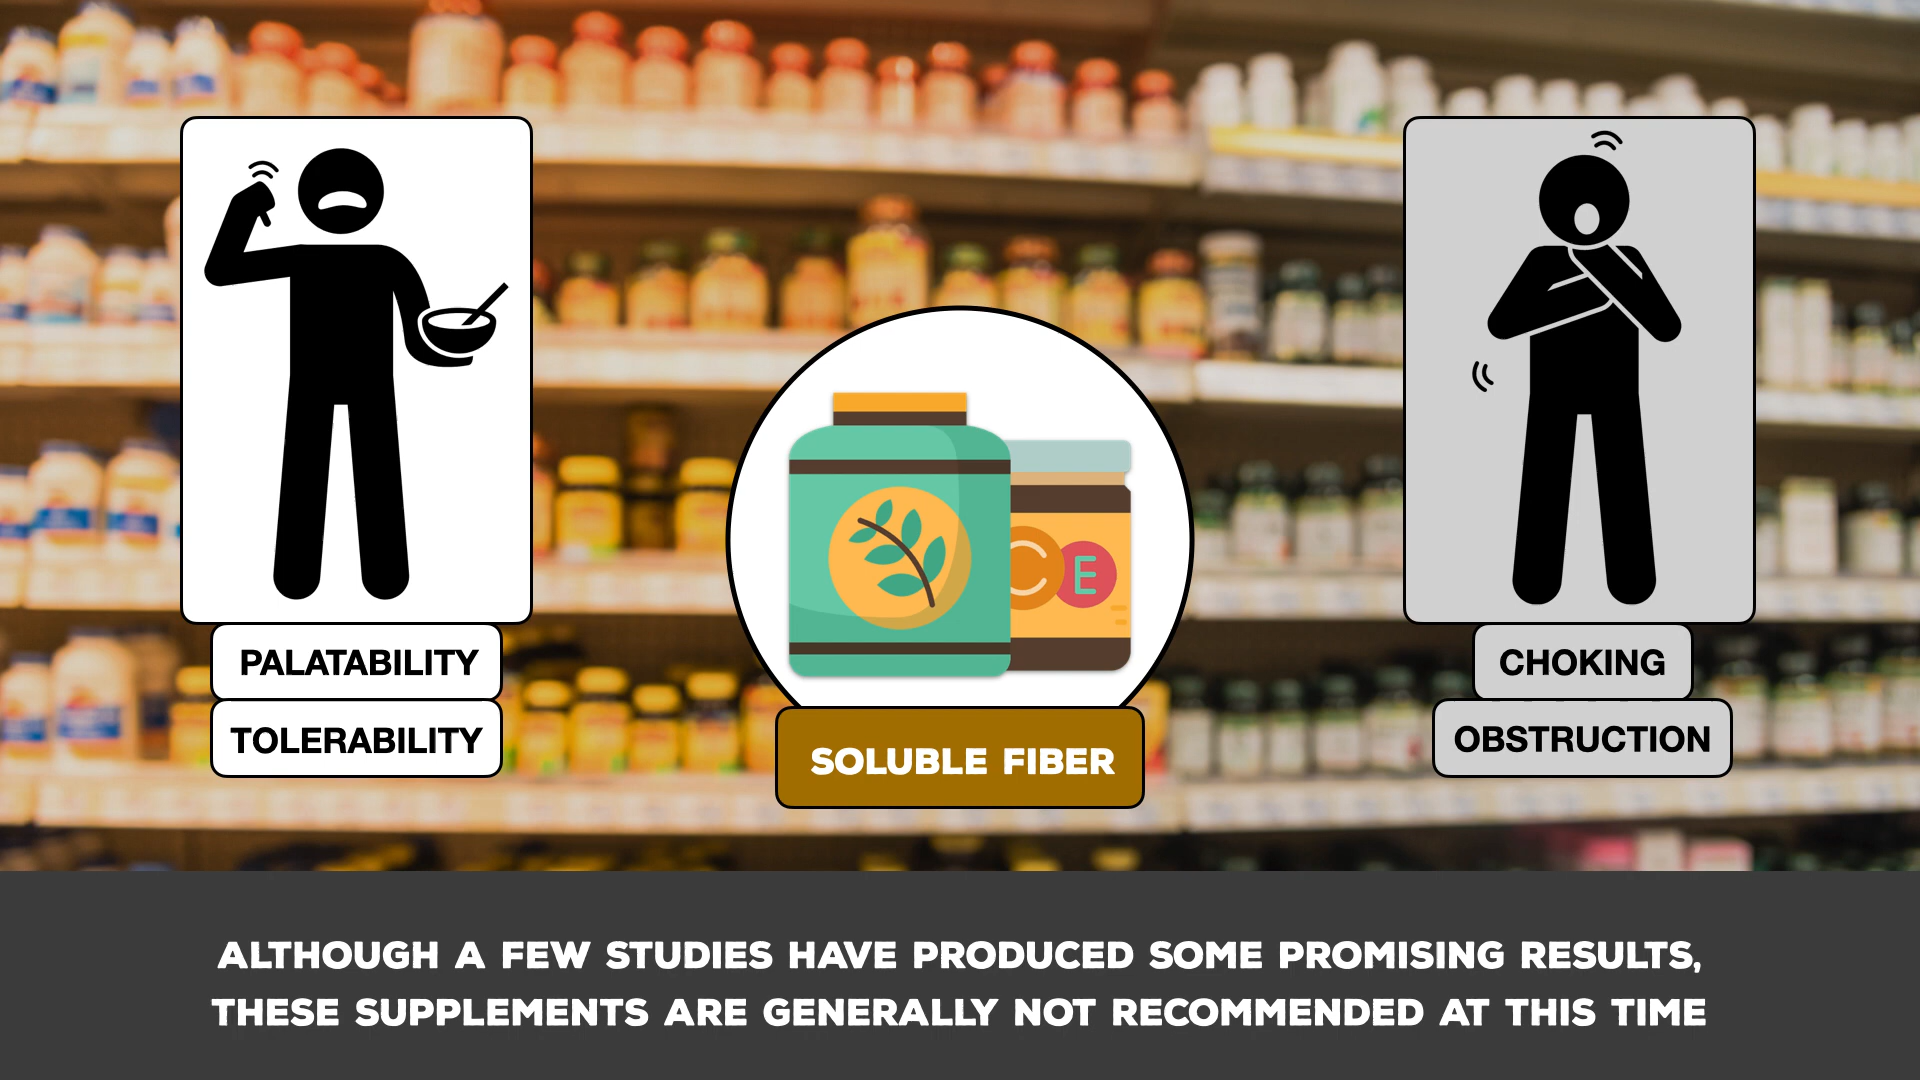 PALATABILITY
TOLERABILITY
C E
SOLUBLE FIBER
CHOKING
OBSTRUCTION
ALTHOUGH A FEW STUDIES HAVE PRODUCED SOME PROMISING RESULTS,
THESE SUPPLEMENTS ARE GENERALLY NOT RECOMMENDED AT THIS TIME